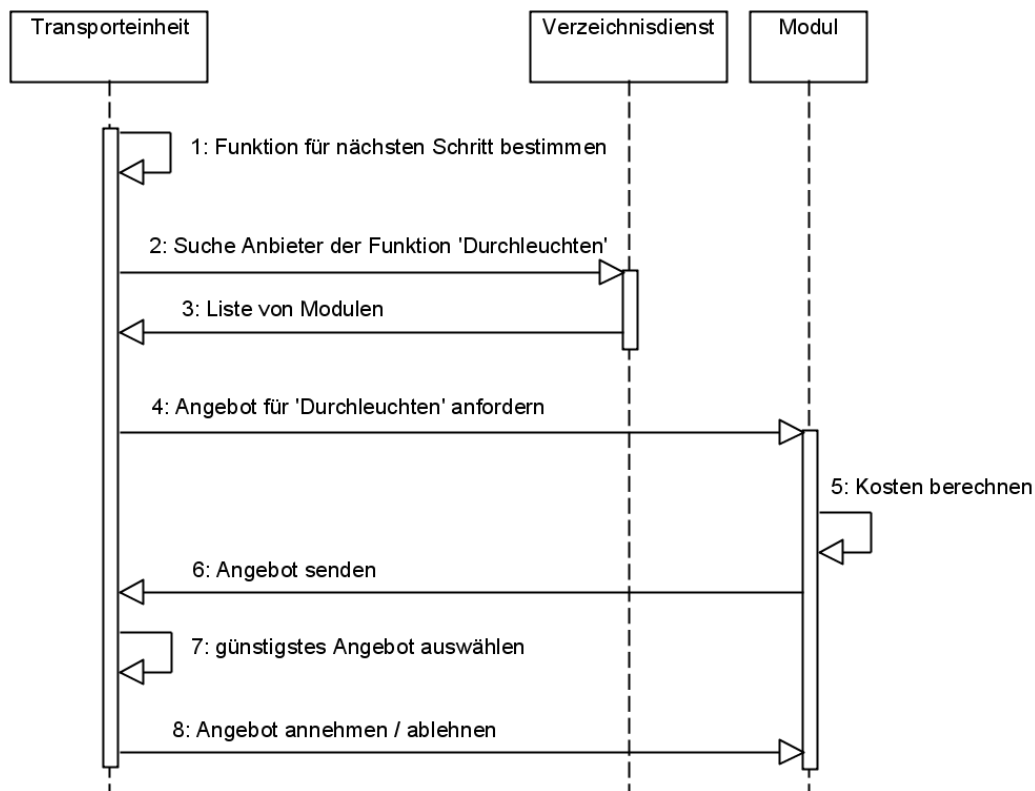 Transporteinheit
Verzeichnisdienst
Modul
1: Funktion für nächsten Schritt bestimmen
2: Suche Anbieter der Funktion 'Durchleuchten'
3: Liste von Modulen
4: Angebot für 'Durchleuchten' anfordern
5: Kosten berechnen
6: Angebot senden
7: günstigstes Angebot auswählen
8: Angebot annehmen / ablehnen